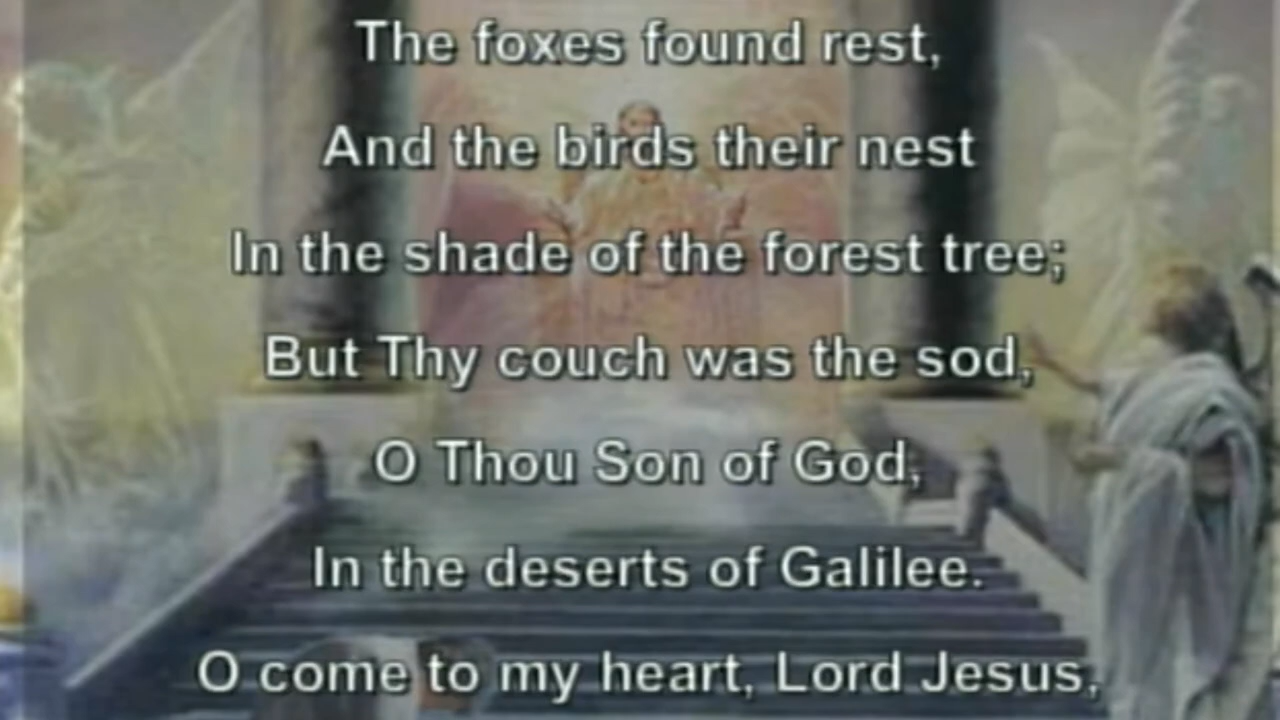 The foxes found rest,
And the birds their nest
In the shade of the forest tree;
But Thy couch was the sod,
O Thou Son of God,
In the deserts of Galilee.
O come to my heart, Lord Jesus,